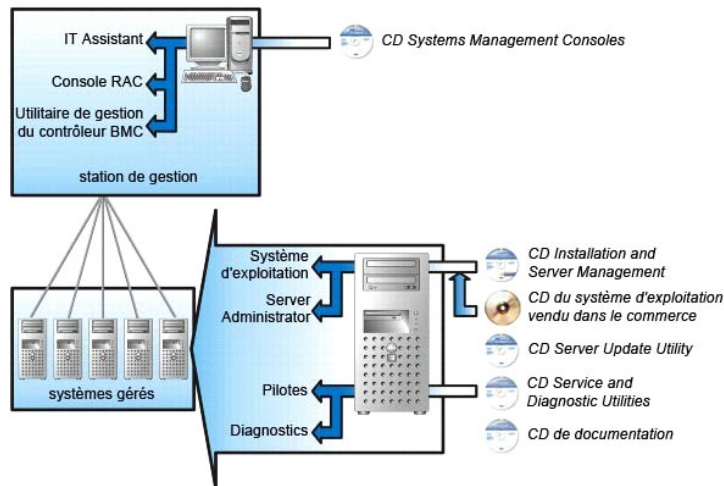 IT Assistant
CD Systems Management Consoles
Console RAC
Utilitaire de gestion
du contrôleur BMC
station de gestion
Système
d'exploitation
CD Installation and
Server Management
Server
Administrator
CD du système d'exploitation
vendu dans le commerce
CD Server Update Utility
systèmes gérés
Pilotes
CD Service and
Diagnostic Utilities
Diagnostics
CD de documentation